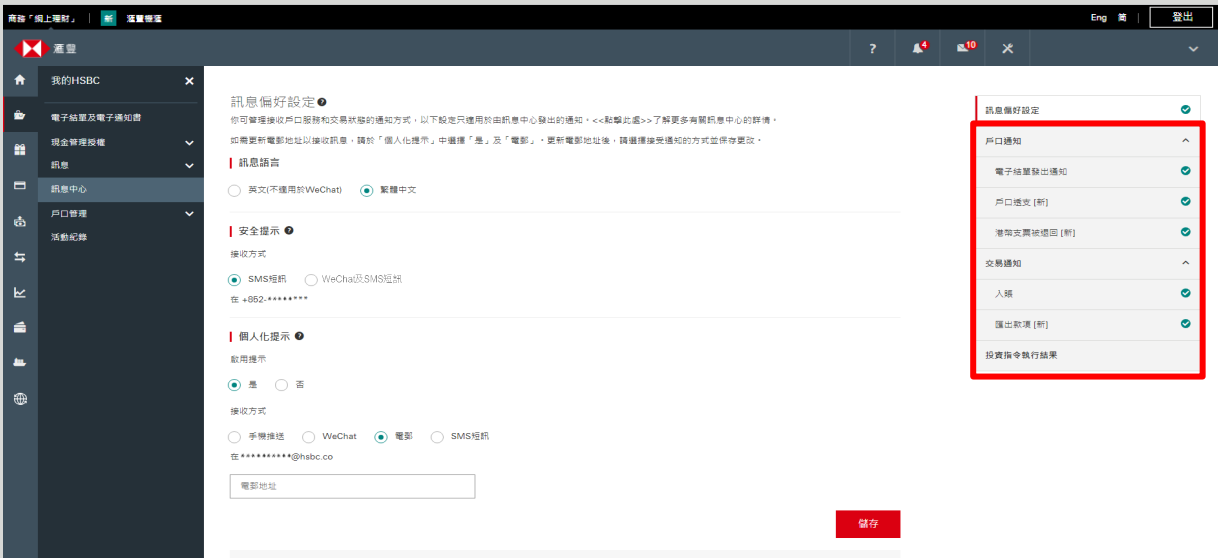 商務「網上理財」 | 新 滙豐機滙 Eng 简 | 登出
滙豐 ? 4 10
我的HSBC ×
電子結單及電子通知書
現金管理授權
訊息
訊息中心
戶口管理
活動紀錄
訊息偏好設定
你可管理接收戶口服務和交易狀態的通知方式，以下設定只適用於由訊息中心發出的通知。<<點擊此處>>了解更多有關訊息中心的詳情。
如需更新電郵地址以接收訊息，請於「個人化提示」中選擇「是」及「電郵」。更新電郵地址後，請選擇接受通知的方式並保存更改。
訊息語言
英文(不適用於WeChat) 繁體中文
安全提示
接收方式
SMS短訊 WeChat及SMS短訊
在 +852-********
個人化提示
啟用提示
是 否
接收方式
手機推送 WeChat 電郵 SMS短訊
在**********@hsbc.co
電郵地址
儲存
訊息偏好設定
戶口通知
電子結單發出通知
戶口透支 [新]
港幣支票被退回 [新]
交易通知
入賬
匯出款項 [新]
投資指令執行結果